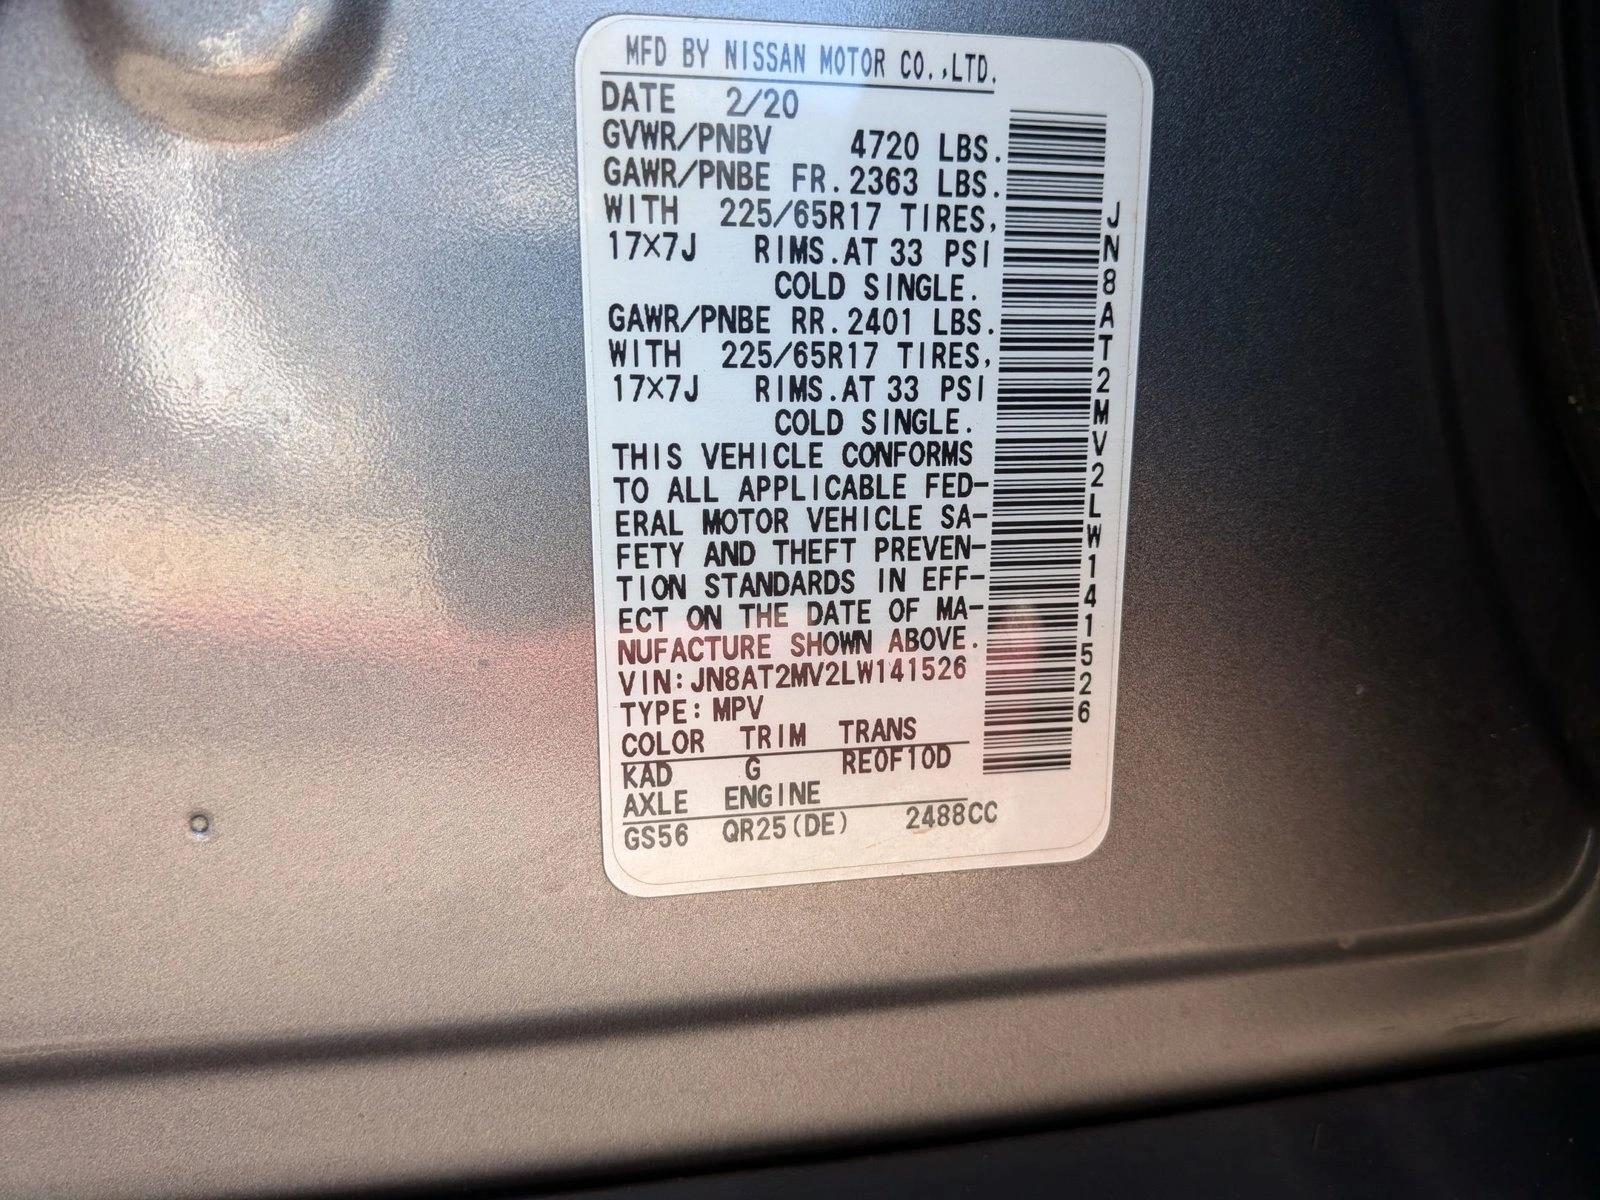 MFD BY NISSAN MOTOR CO.,LTD.
DATE 2/20
GVWR/PNBV 4720 LBS.
GAWR/PNBE FR. 2363 LBS.
WITH 225/65R17 TIRES,
17X7J RIMS. AT 33 PSI
COLD SINGLE.
GAWR/PNBE RR. 2401 LBS.
WITH 225/65R17 TIRES,
17X7J RIMS. AT 33 PSI
COLD SINGLE.
THIS VEHICLE CONFORMS
TO ALL APPLICABLE FED-
ERAL MOTOR VEHICLE SA-
FETY AND THEFT PREVEN-
TION STANDARDS IN EFF-
ECT ON THE DATE OF MA-
NUFACTURE SHOWN ABOVE.
VIN: JN8AT2MV2LW141526
TYPE: MPV
COLOR TRIM TRANS
KAD G RE0F10D
AXLE ENGINE
GS56 QR25(DE) 2488CC
JN8AT2MV2LW141526